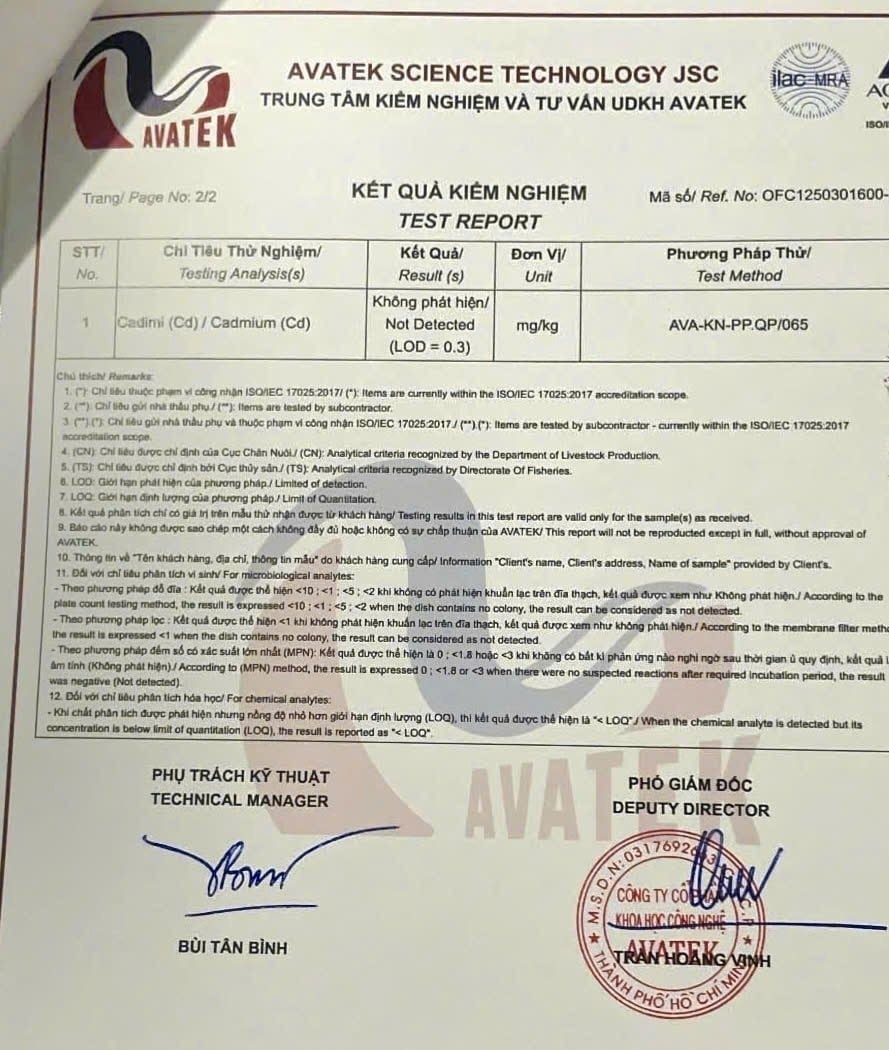 AVATEK
AVATEK SCIENCE TECHNOLOGY JSC
TRUNG TÂM KIỂM NGHIỆM VÀ TƯ VẤN UDKH AVATEK
ilac-MRA
Trang/ Page No: 2/2
KẾT QUẢ KIỂM NGHIỆM
TEST REPORT
Mã số/ Ref. No: OFC1250301600-
STT/ No.
Chỉ Tiêu Thử Nghiệm/ Testing Analysis(s)
Kết Quả/ Result (s)
Đơn Vị/ Unit
Phương Pháp Thử/ Test Method
1
Cadimi (Cd) / Cadmium (Cd)
Không phát hiện/
Not Detected
(LOD = 0.3)
mg/kg
AVA-KN-PP.QP/065
Chú thích/ Remarks:
1. (*): Chỉ tiêu thuộc phạm vi công nhận ISO/IEC 17025:2017/ (*): Items are currently within the ISO/IEC 17025:2017 accreditation scope.
2. (**): Chỉ tiêu gửi nhà thầu phụ./ (**): Items are tested by subcontractor.
3. (**).(*): Chỉ tiêu gửi nhà thầu phụ và thuộc phạm vi công nhận ISO/IEC 17025:2017./ (**).(*): Items are tested by subcontractor - currently within the ISO/IEC 17025:2017
accreditation scope.
4. (CN): Chỉ tiêu được chỉ định của Cục Chăn Nuôi./ (CN): Analytical criteria recognized by the Department of Livestock Production.
5. (TS): Chỉ tiêu được chỉ định bởi Cục thủy sản./ (TS): Analytical criteria recognized by Directorate Of Fisheries.
6. LOD: Giới hạn phát hiện của phương pháp./ Limited of detection.
7. LOQ: Giới hạn định lượng của phương pháp./ Limit of Quantitation.
8. Kết quả phân tích chỉ có giá trị trên mẫu thử nhận được từ khách hàng/ Testing results in this test report are valid only for the sample(s) as received.
9. Báo cáo này không được sao chép một cách không đầy đủ hoặc không có sự chấp thuận của AVATEK/ This report will not be reproduced except in full, without approval of
AVATEK.
10. Thông tin về "Tên khách hàng, địa chỉ, thông tin mẫu" do khách hàng cung cấp/ Information "Client's name, Client's address, Name of sample" provided by Client's.
11. Đối với chỉ tiêu phân tích vi sinh/ For microbiological analytes:
- Theo phương pháp đổ đĩa : Kết quả được thể hiện <10 ; <1 ; <5 ; <2 khi không có phát hiện khuẩn lạc trên đĩa thạch, kết quả được xem như Không phát hiện./ According to the
plate count testing method, the result is expressed <10 ; <1 ; <5 ; <2 when the dish contains no colony, the result can be considered as not detected.
- Theo phương pháp lọc : Kết quả được thể hiện <1 khi không phát hiện khuẩn lạc trên đĩa thạch, kết quả được xem như không phát hiện./ According to the membrane filter metho
the result is expressed <1 when the dish contains no colony, the result can be considered as not detected.
- Theo phương pháp đếm số có xác suất lớn nhất (MPN): Kết quả được thể hiện là 0 ; <1.8 hoặc <3 khi không có bất kì phản ứng nào nghi ngờ sau thời gian ủ quy định, kết quả l
âm tính (Không phát hiện)./ According to (MPN) method, the result is expressed 0 ; <1.8 or <3 when there were no suspected reactions after required incubation period, the result
was negative (Not detected).
12. Đối với chỉ tiêu phân tích hóa học/ For chemical analytes:
- Khi chất phân tích được phát hiện nhưng nồng độ nhỏ hơn giới hạn định lượng (LOQ), thì kết quả được thể hiện là "< LOQ"./ When the chemical analyte is detected but its
concentration is below limit of quantitation (LOQ), the result is reported as "< LOQ".
AVATEK
PHỤ TRÁCH KỸ THUẬT
TECHNICAL MANAGER
BÙI TÂN BÌNH
PHÓ GIÁM ĐỐC
DEPUTY DIRECTOR
M.S.D.N:0317692
CÔNG TY CỔ PHẦN
KHOA HỌC CÔNG NGHỆ
AVATEK
THÀNH PHỐ HỒ CHÍ MINH
TRẦN HOÀNG VINH